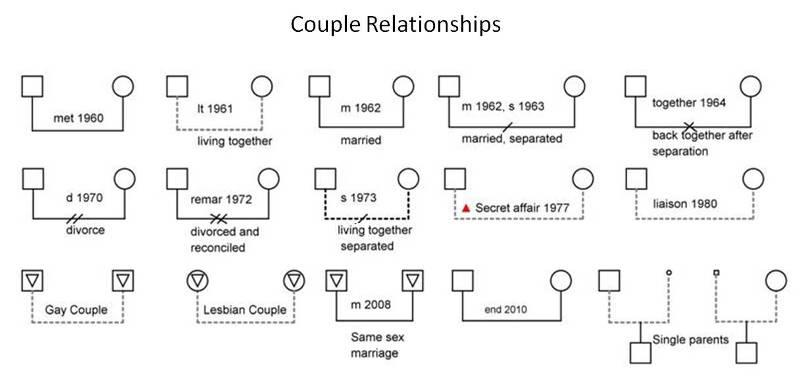 Couple Relationships
met 1960
lt 1961
living together
m 1962
married
m 1962, s 1963
married, separated
together 1964
back together after
separation
d 1970
divorce
remar 1972
divorced and
reconciled
s 1973
living together
separated
Secret affair 1977
liaison 1980
Gay Couple
Lesbian Couple
m 2008
Same sex
marriage
end 2010
Single parents